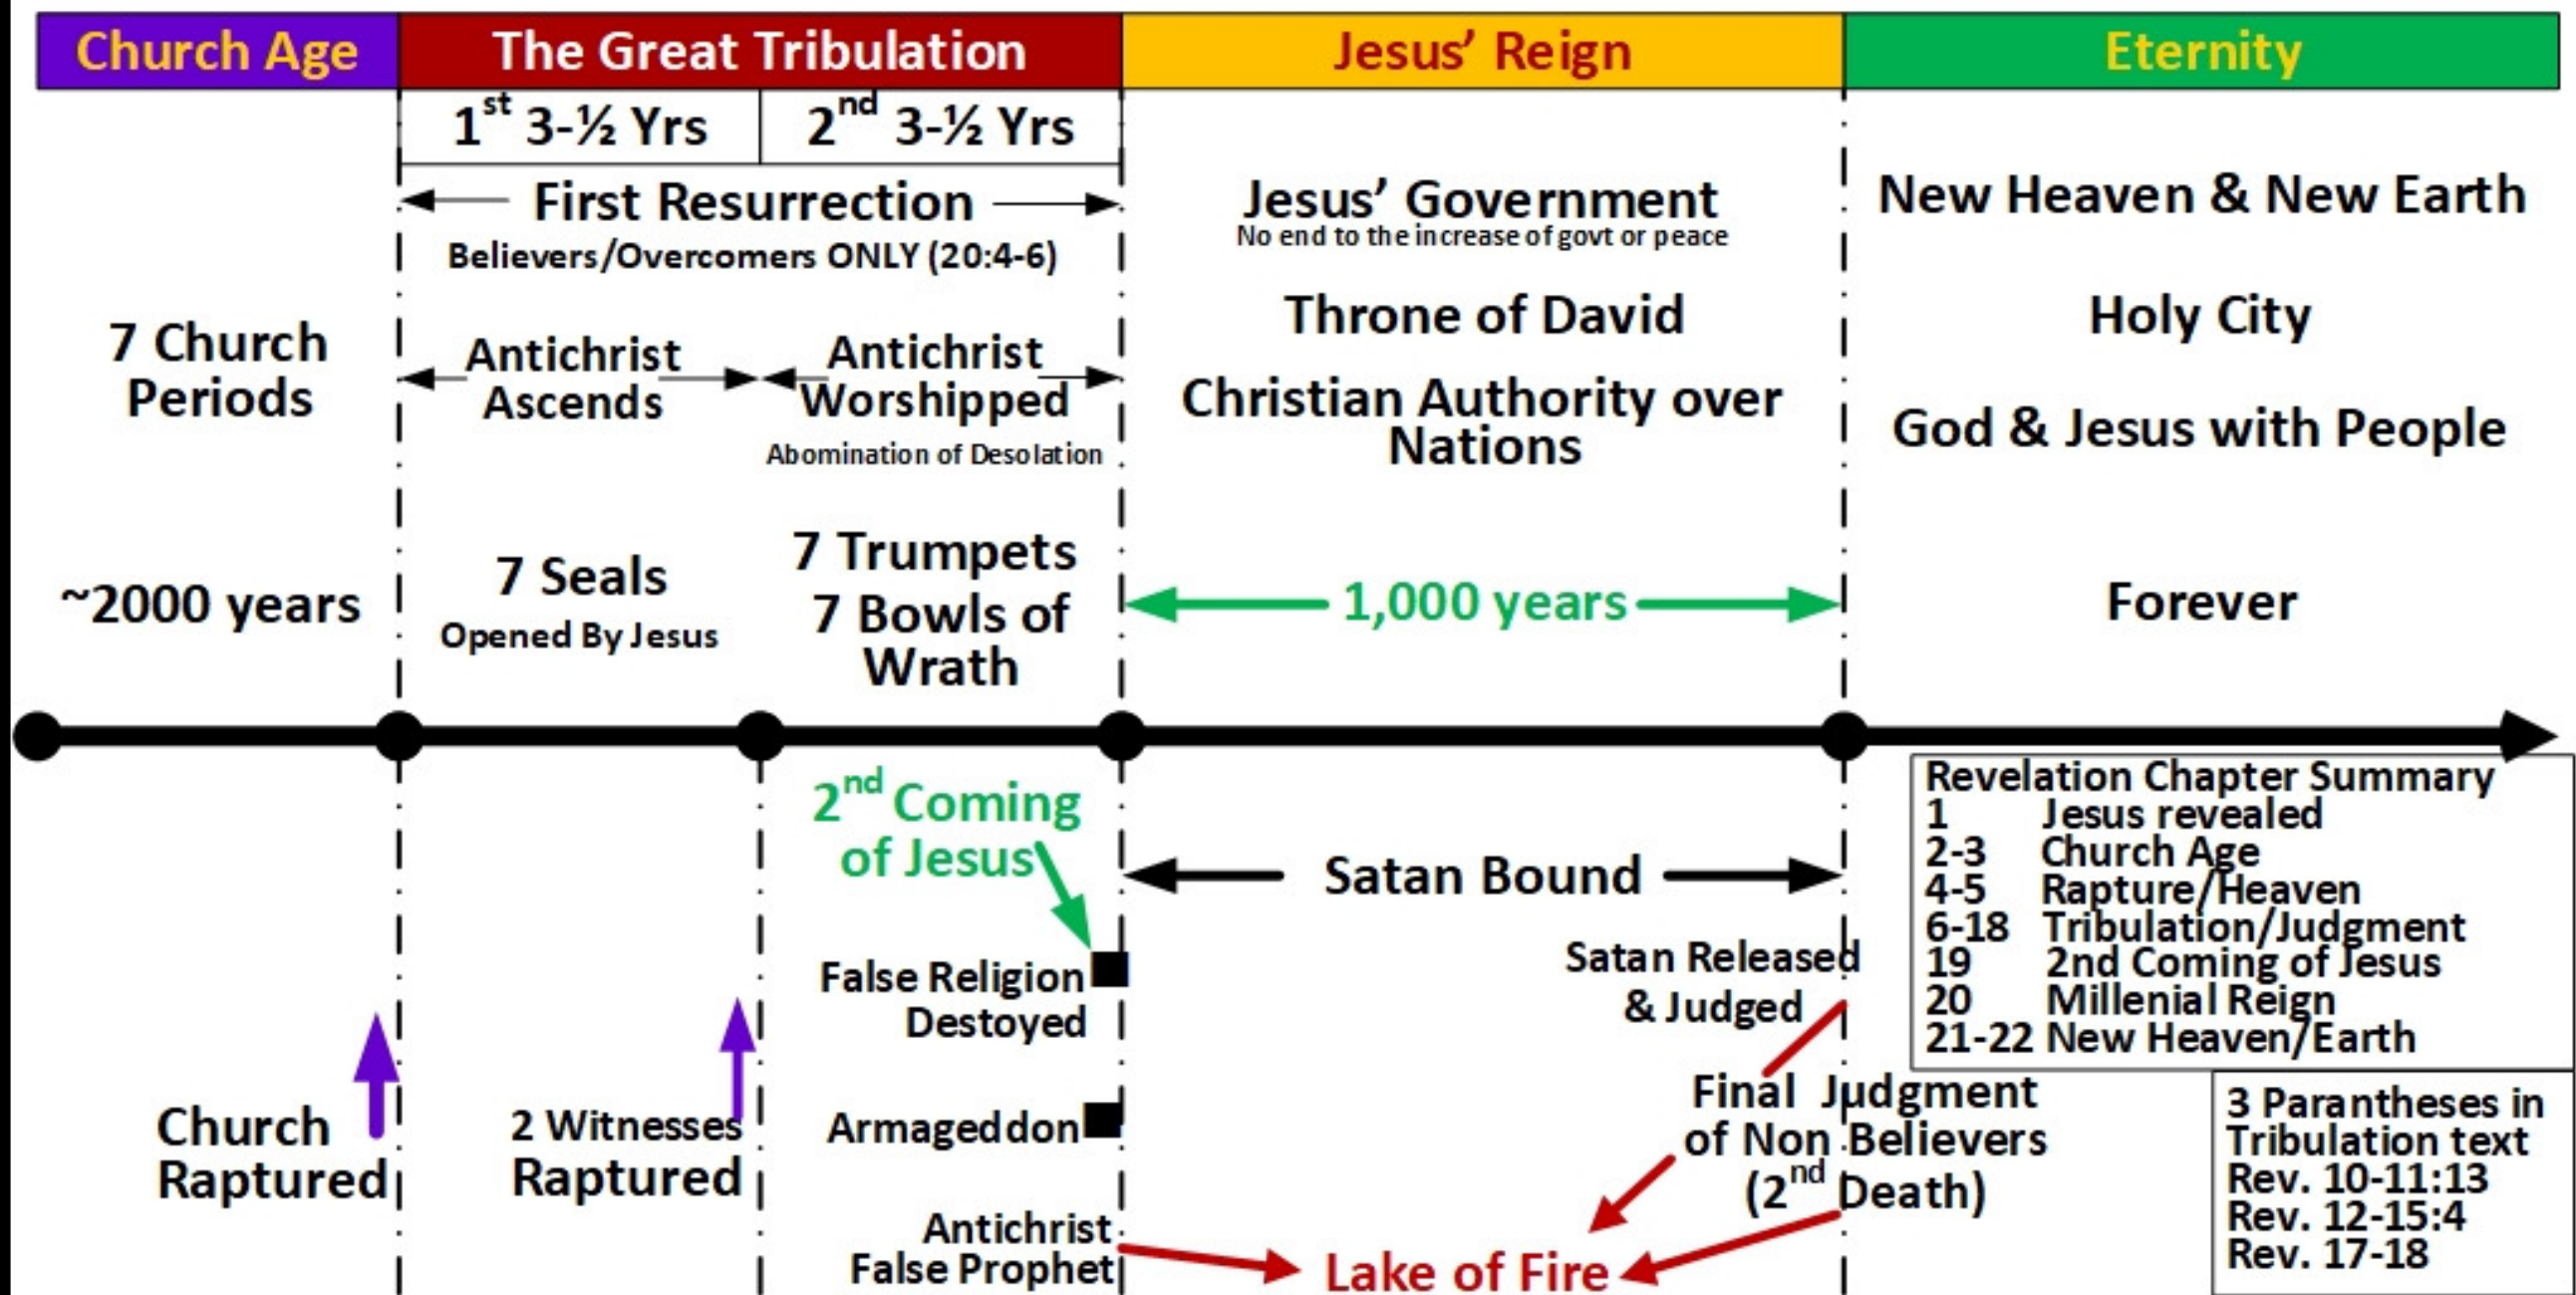 Church Age
The Great Tribulation
Jesus’ Reign
Eternity
1st 3-½ Yrs
2nd 3-½ Yrs
First Resurrection
Believers/Overcomers ONLY (20:4-6)
7 Church
Periods
Antichrist
Ascends
Antichrist
Worshipped
Abomination of Desolation
~2000 years
7 Seals
Opened By Jesus
7 Trumpets
7 Bowls of
Wrath
Jesus’ Government
No end to the increase of govt or peace
Throne of David
Christian Authority over
Nations
1,000 years
New Heaven & New Earth
Holy City
God & Jesus with People
Forever
Church
Raptured
2 Witnesses
Raptured
2nd Coming
of Jesus
False Religion
Destoyed
Armageddon
Antichrist
False Prophet
Satan Bound
Satan Released
& Judged
Final Judgment
of Non Believers
(2nd Death)
Lake of Fire
Revelation Chapter Summary
1 Jesus revealed
2-3 Church Age
4-5 Rapture/Heaven
6-18 Tribulation/Judgment
19 2nd Coming of Jesus
20 Millenial Reign
21-22 New Heaven/Earth
3 Parantheses in
Tribulation text
Rev. 10-11:13
Rev. 12-15:4
Rev. 17-18